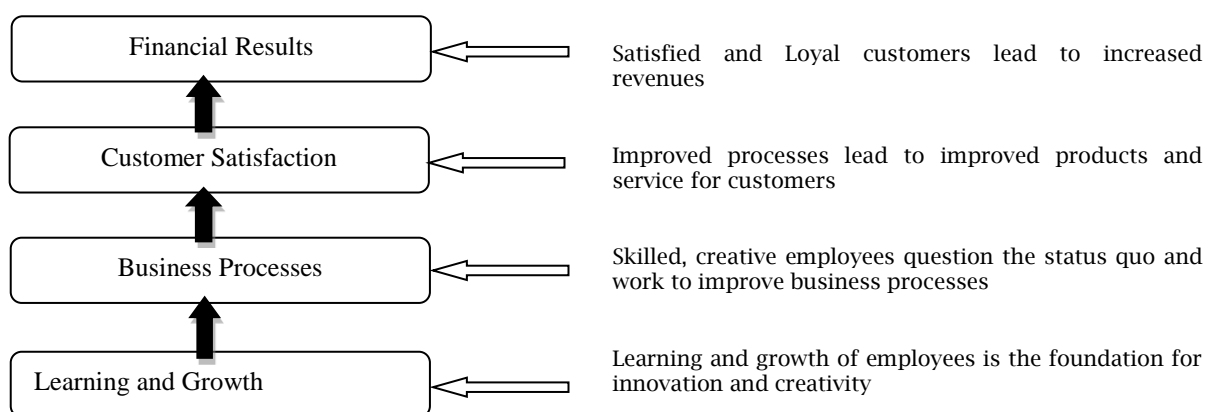 Financial Results
Satisfied and Loyal customers lead to increased
revenues
Customer Satisfaction
Improved processes lead to improved products and
service for customers
Business Processes
Skilled, creative employees question the status quo and
work to improve business processes
Learning and Growth
Learning and growth of employees is the foundation for
innovation and creativity